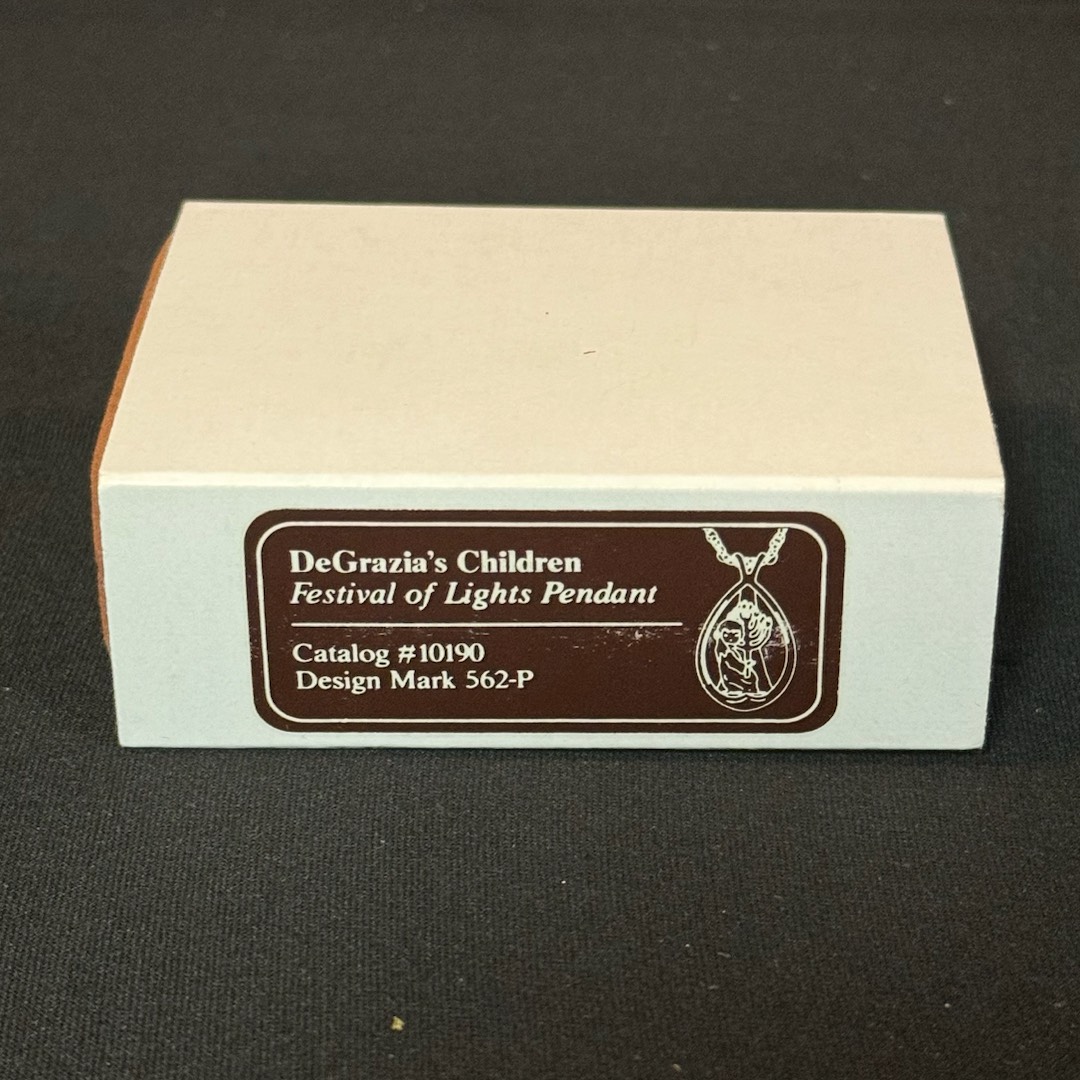 DeGrazia's Children
Festival of Lights Pendant
Catalog #10190
Design Mark 562-P